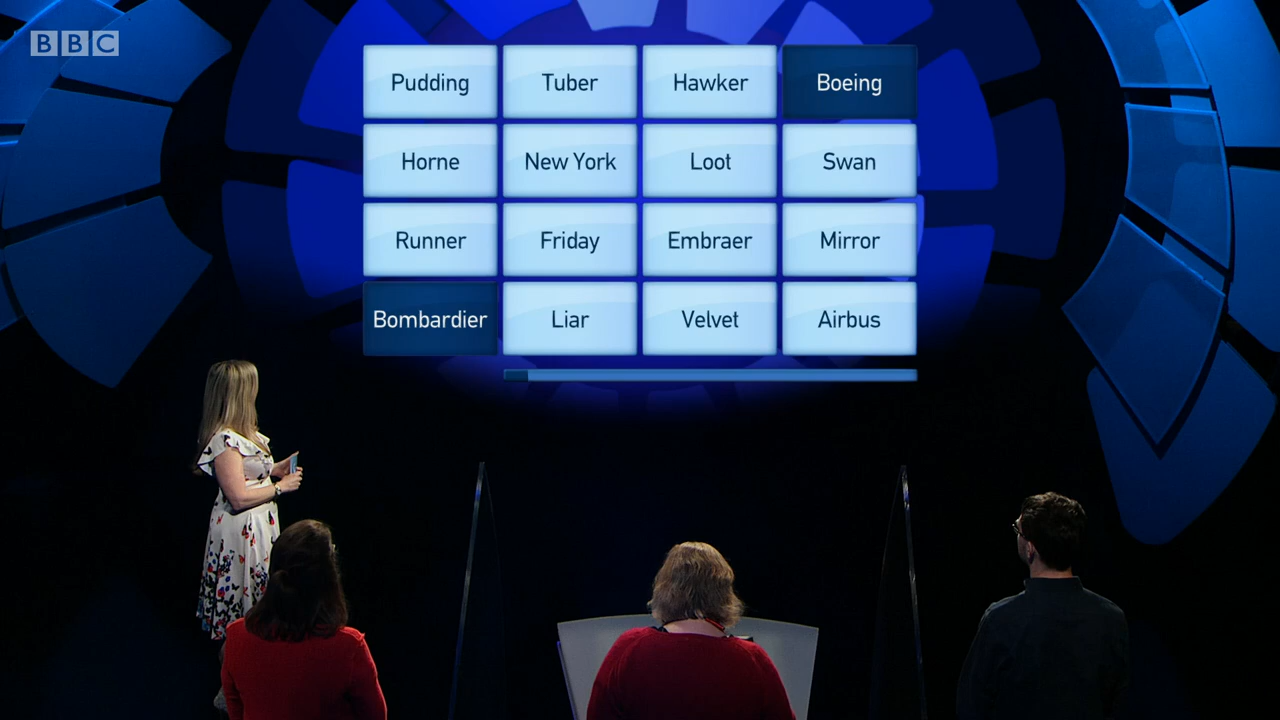 BBC
Pudding Tuber Hawker Boeing
Horne New York Loot Swan
Runner Friday Embraer Mirror
Bombardier Liar Velvet Airbus